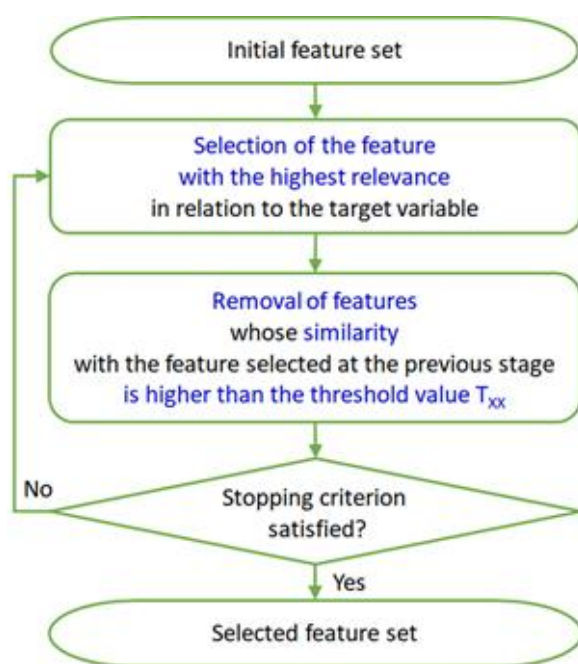 Initial feature set
Selection of the feature
with the highest relevance
in relation to the target variable
Removal of features
whose similarity
with the feature selected at the previous stage
is higher than the threshold value Txx
No
Stopping criterion
satisfied?
Yes
Selected feature set